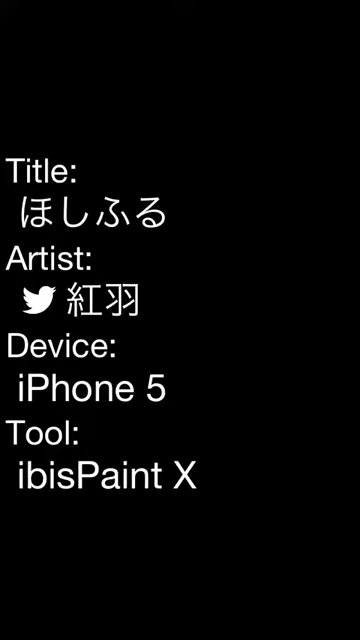 Title:
ほしふる
Artist:
紅羽
Device:
iPhone 5
Tool:
ibisPaint X